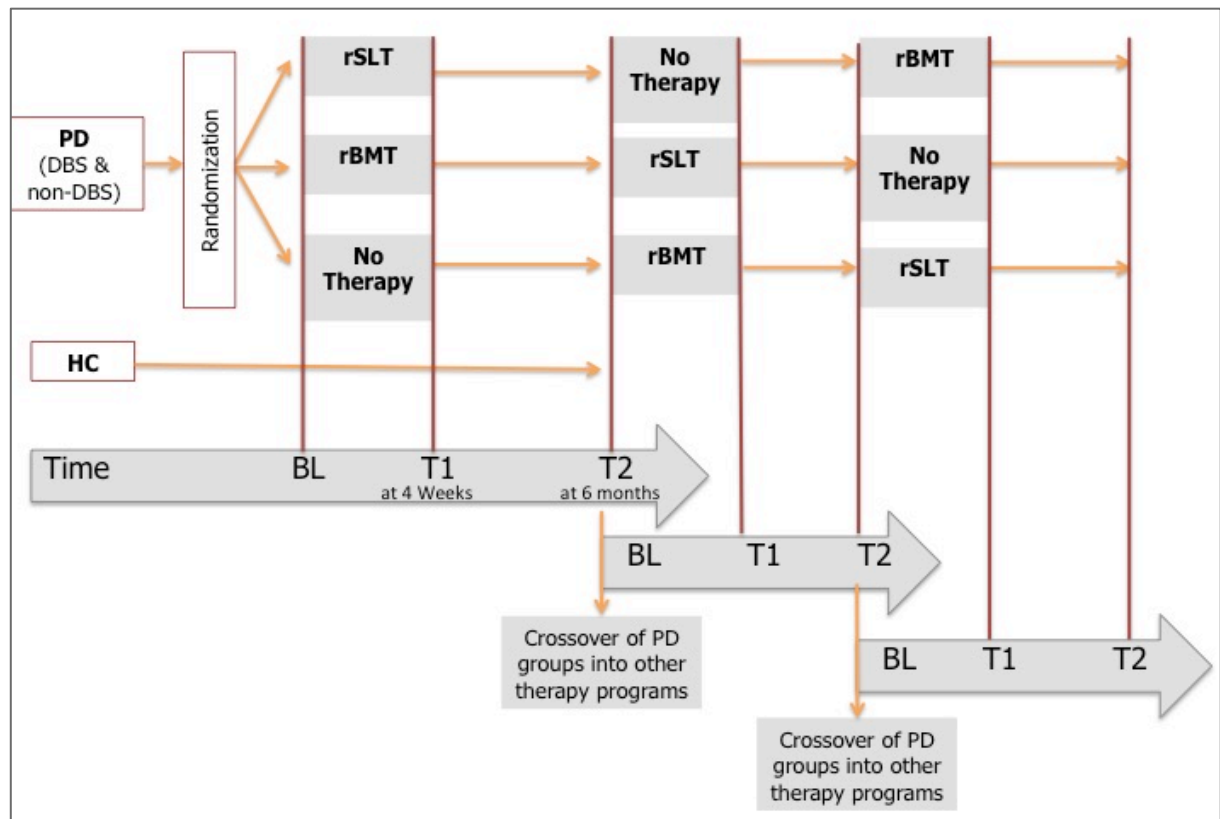 PD
(DBS &
non-DBS)
Randomization
rSLT
No
Therapy
rBMT
rBMT
rSLT
No
Therapy
No
Therapy
rBMT
rSLT
HC
Time
BL
T1
at 4 Weeks
T2
at 6 months
BL
T1
T2
Crossover of PD
groups into other
therapy programs
BL
T1
T2
Crossover of PD
groups into other
therapy programs